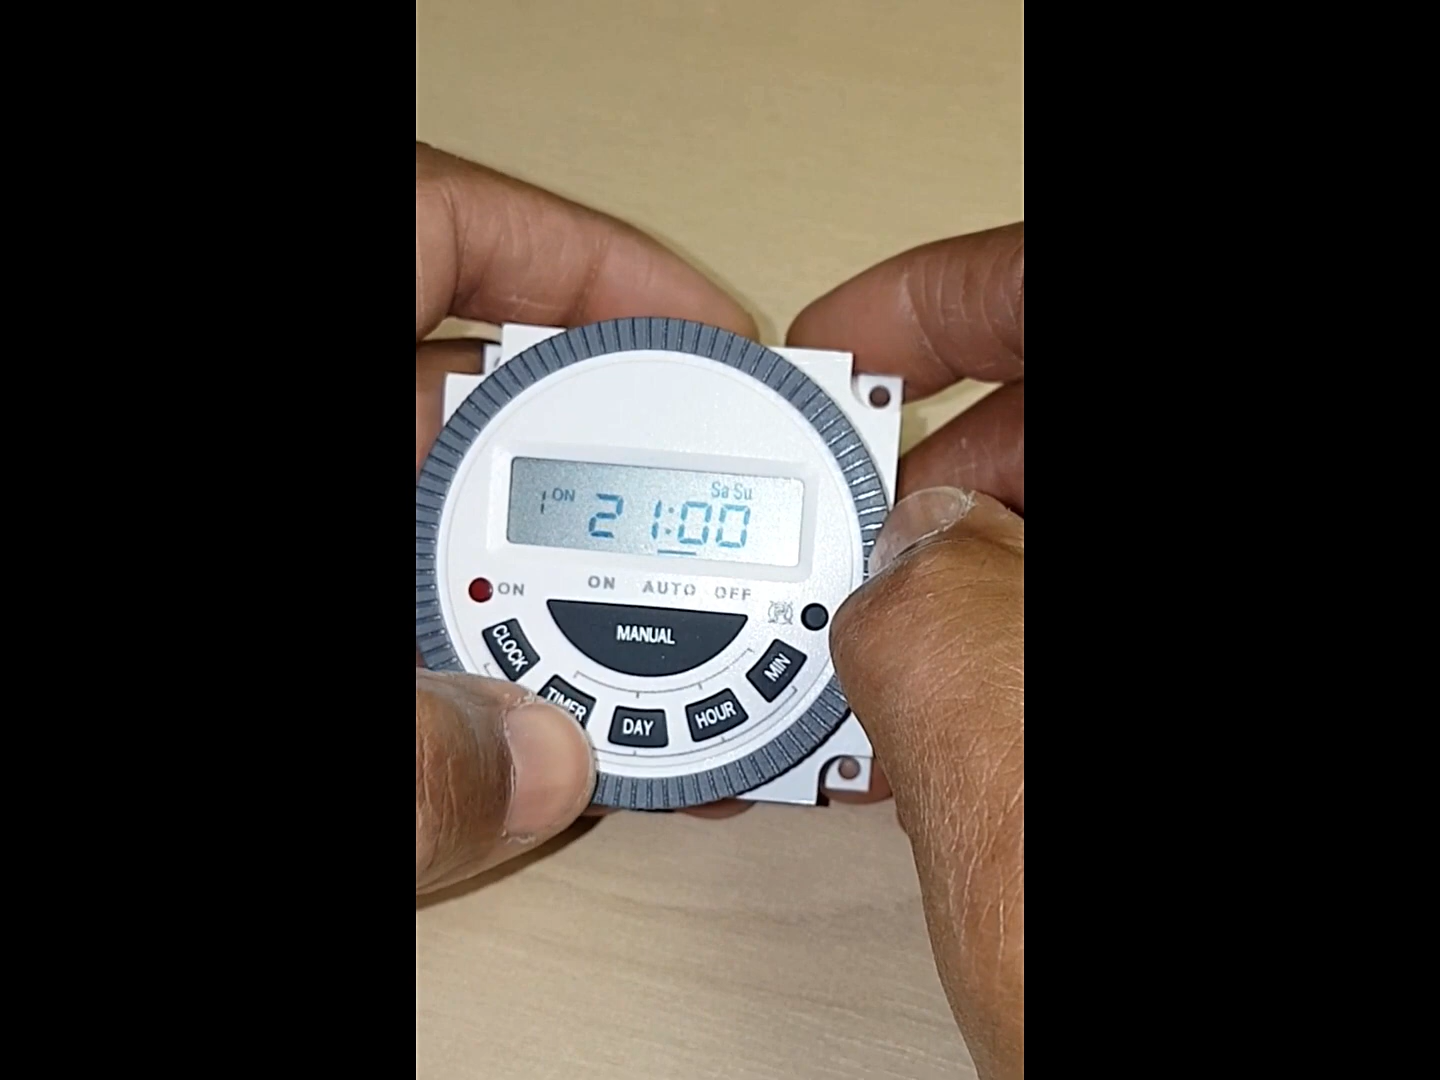 Sa Su
1 ON 21:00
ON
ON AUTO OFF
MANUAL
CLOCK
TIMER
DAY
HOUR
MIN